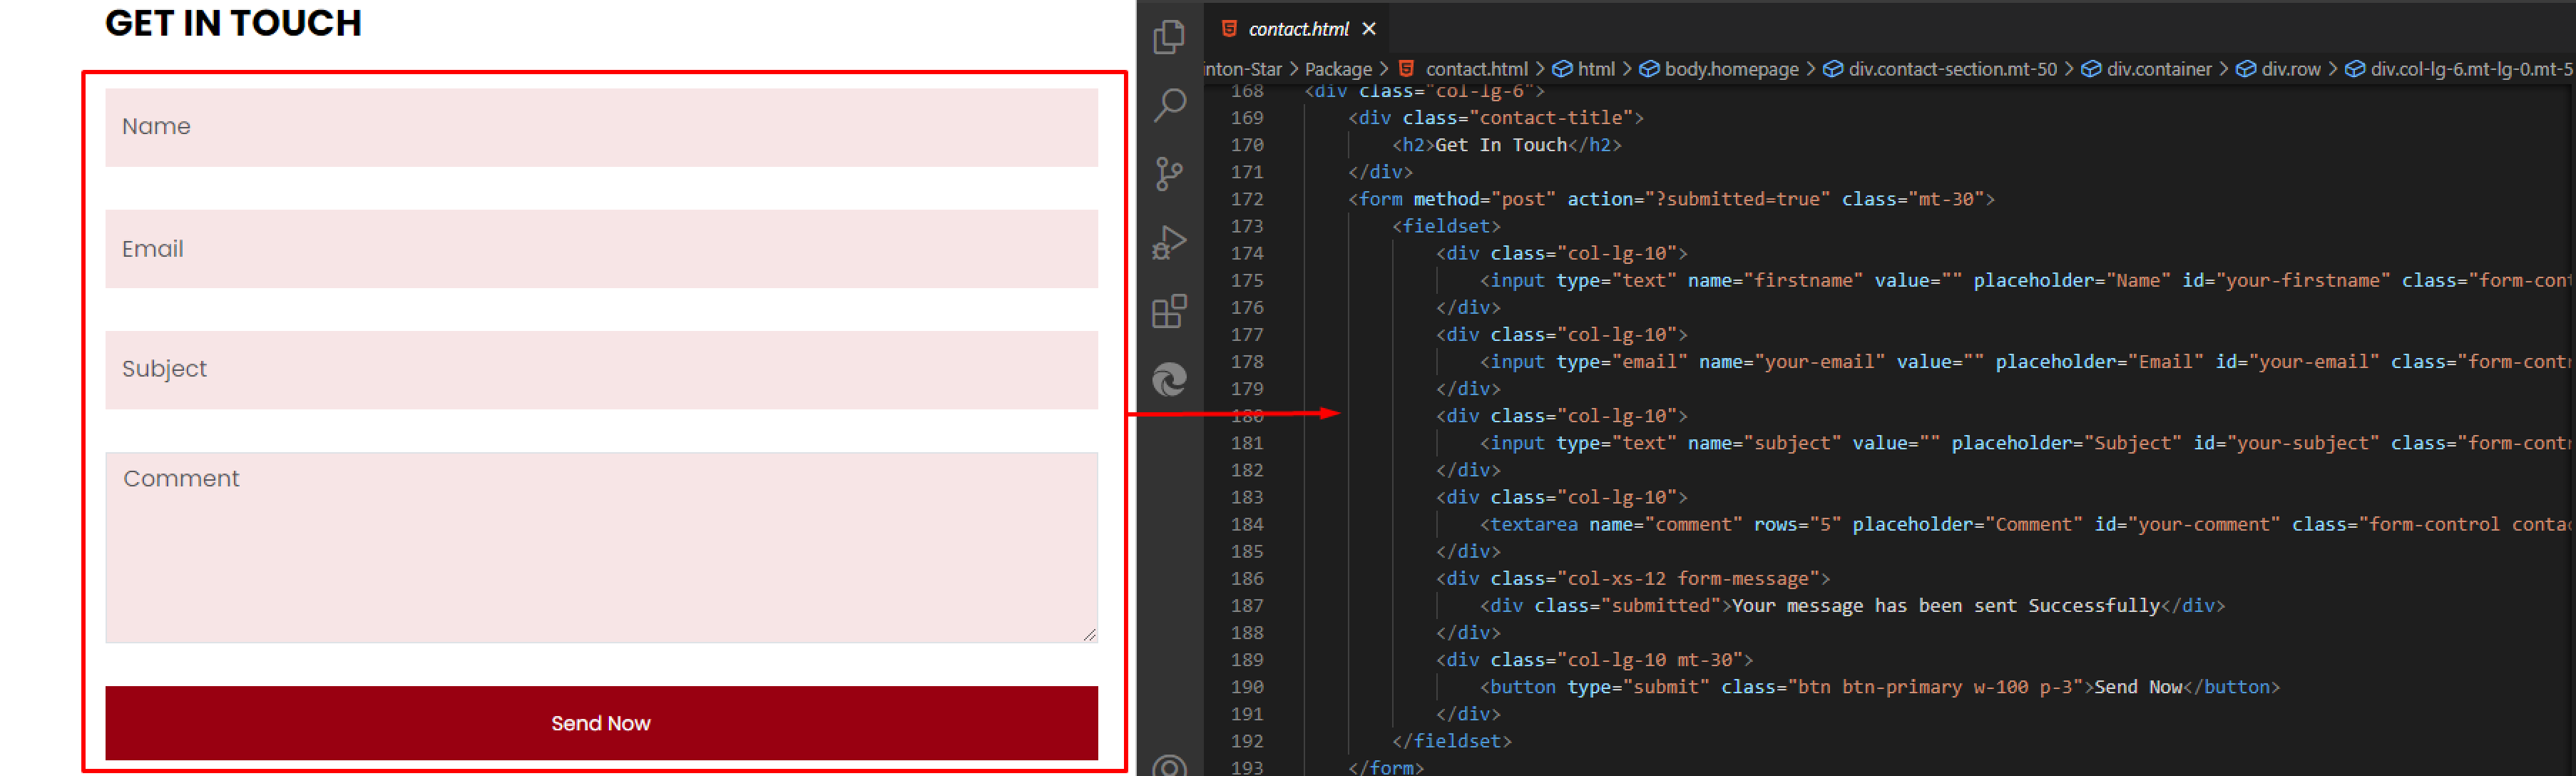 GET IN TOUCH
Name
Email
Subject
Comment
Send Now
contact.html
inton-Star > Package > contact.html > html > body.homepage > div.contact-section.mt-50 > div.container > div.row > div.col-lg-6.mt-lg-0.mt-5
168 <div class="col-lg-6">
169 <div class="contact-title">
170 <h2>Get In Touch</h2>
171 </div>
172 <form method="post" action="?submitted=true" class="mt-30">
173 <fieldset>
174 <div class="col-lg-10">
175 <input type="text" name="firstname" value="" placeholder="Name" id="your-firstname" class="form-cont
176 </div>
177 <div class="col-lg-10">
178 <input type="email" name="your-email" value="" placeholder="Email" id="your-email" class="form-contr
179 </div>
180 <div class="col-lg-10">
181 <input type="text" name="subject" value="" placeholder="Subject" id="your-subject" class="form-contr
182 </div>
183 <div class="col-lg-10">
184 <textarea name="comment" rows="5" placeholder="Comment" id="your-comment" class="form-control contac
185 </div>
186 <div class="col-xs-12 form-message">
187 <div class="submitted">Your message has been sent Successfully</div>
188 </div>
189 <div class="col-lg-10 mt-30">
190 <button type="submit" class="btn btn-primary w-100 p-3">Send Now</button>
191 </div>
192 </fieldset>
193 </form>